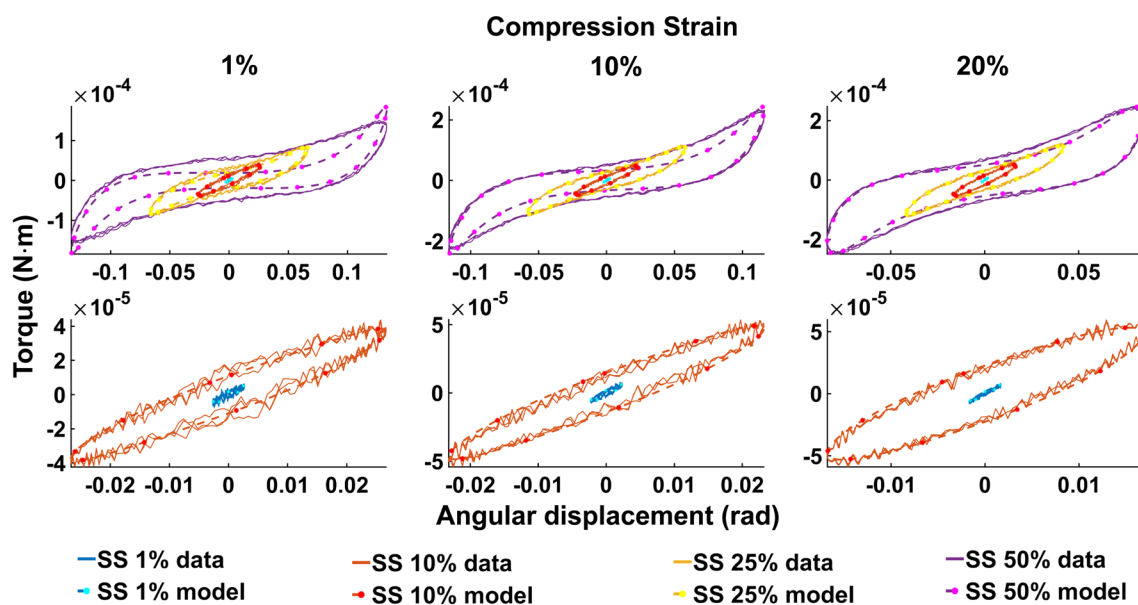 Compression Strain
1% 10% 20%
×10⁻⁴ ×10⁻⁴ ×10⁻⁴
1 2 2
0 0 0
-1
-2 -2
-0.1 -0.05 0 0.05 0.1 -0.1 -0.05 0 0.05 0.1 -0.05 0 0.05
Torque (N·m)
×10⁻⁵ ×10⁻⁵ ×10⁻⁵
4 5 5
2
0 0 0
-2
-4 -5 -5
-0.02 -0.01 0 0.01 0.02 -0.02 -0.01 0 0.01 0.02 -0.01 0 0.01
Angular displacement (rad)
SS 1% data SS 10% data SS 25% data SS 50% data
SS 1% model SS 10% model SS 25% model SS 50% model